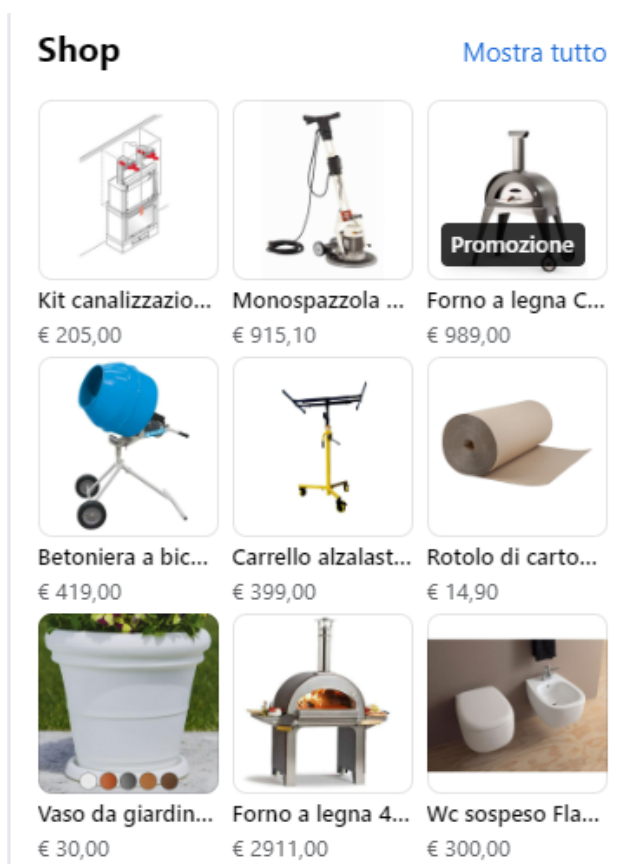 Shop
Mostra tutto
Promozione
Kit canalizzazio...
Monospazzola ...
Forno a legna C...
€ 205,00
€ 915,10
€ 989,00
Betoniera a bic...
Carrello alzalast...
Rotolo di carto...
€ 419,00
€ 399,00
€ 14,90
Vaso da giardin...
Forno a legna 4...
Wc sospeso Fla...
€ 30,00
€ 2911,00
€ 300,00